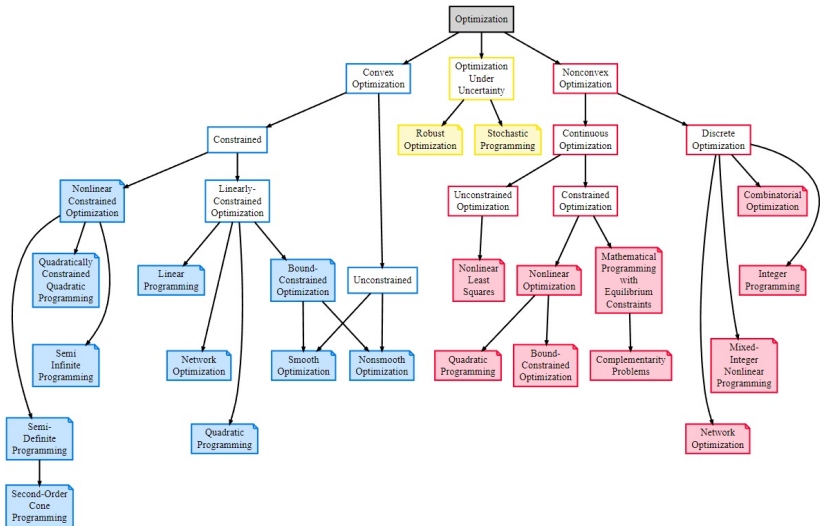 Optimization
Convex
Optimization
Optimization
Under
Uncertainty
Nonconvex
Optimization
Constrained
Robust
Optimization
Stochastic
Programming
Continuous
Optimization
Discrete
Optimization
Nonlinear
Constrained
Optimization
Linearly-
Constrained
Optimization
Unconstrained
Optimization
Constrained
Optimization
Combinatorial
Optimization
Quadratically
Constrained
Quadratic
Programming
Linear
Programming
Bound-
Constrained
Optimization
Unconstrained
Nonlinear
Least
Squares
Nonlinear
Optimization
Mathematical
Programming
with
Equilibrium
Constraints
Integer
Programming
Semi
Infinite
Programming
Network
Optimization
Smooth
Optimization
Nonsmooth
Optimization
Quadratic
Programming
Bound-
Constrained
Optimization
Complementarity
Problems
Mixed-
Integer
Nonlinear
Programming
Semi-
Definite
Programming
Quadratic
Programming
Network
Optimization
Second-Order
Cone
Programming